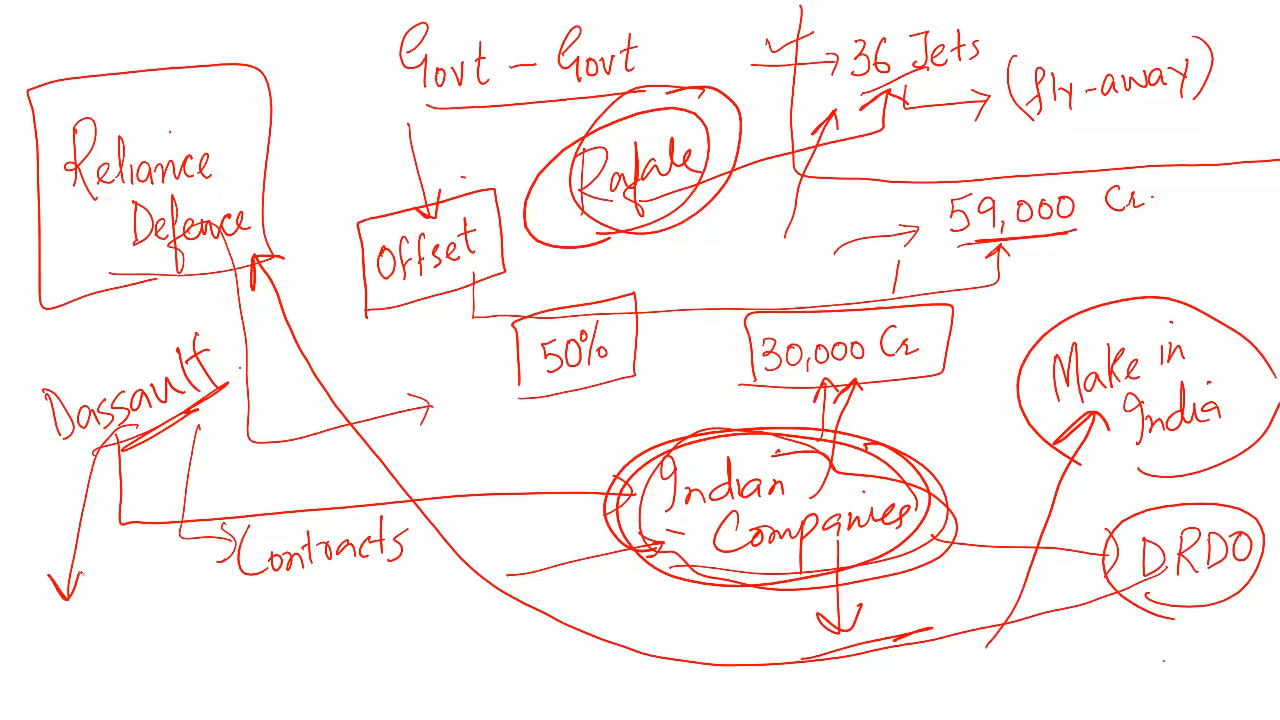 Govt - Govt
36 Jets
(fly-away)
Reliance
Defence
Rafale
Offset
59,000 Cr.
50%
30,000 Cr
Make in
India
Dassault
Indian
- Companies
Contracts
DRDO